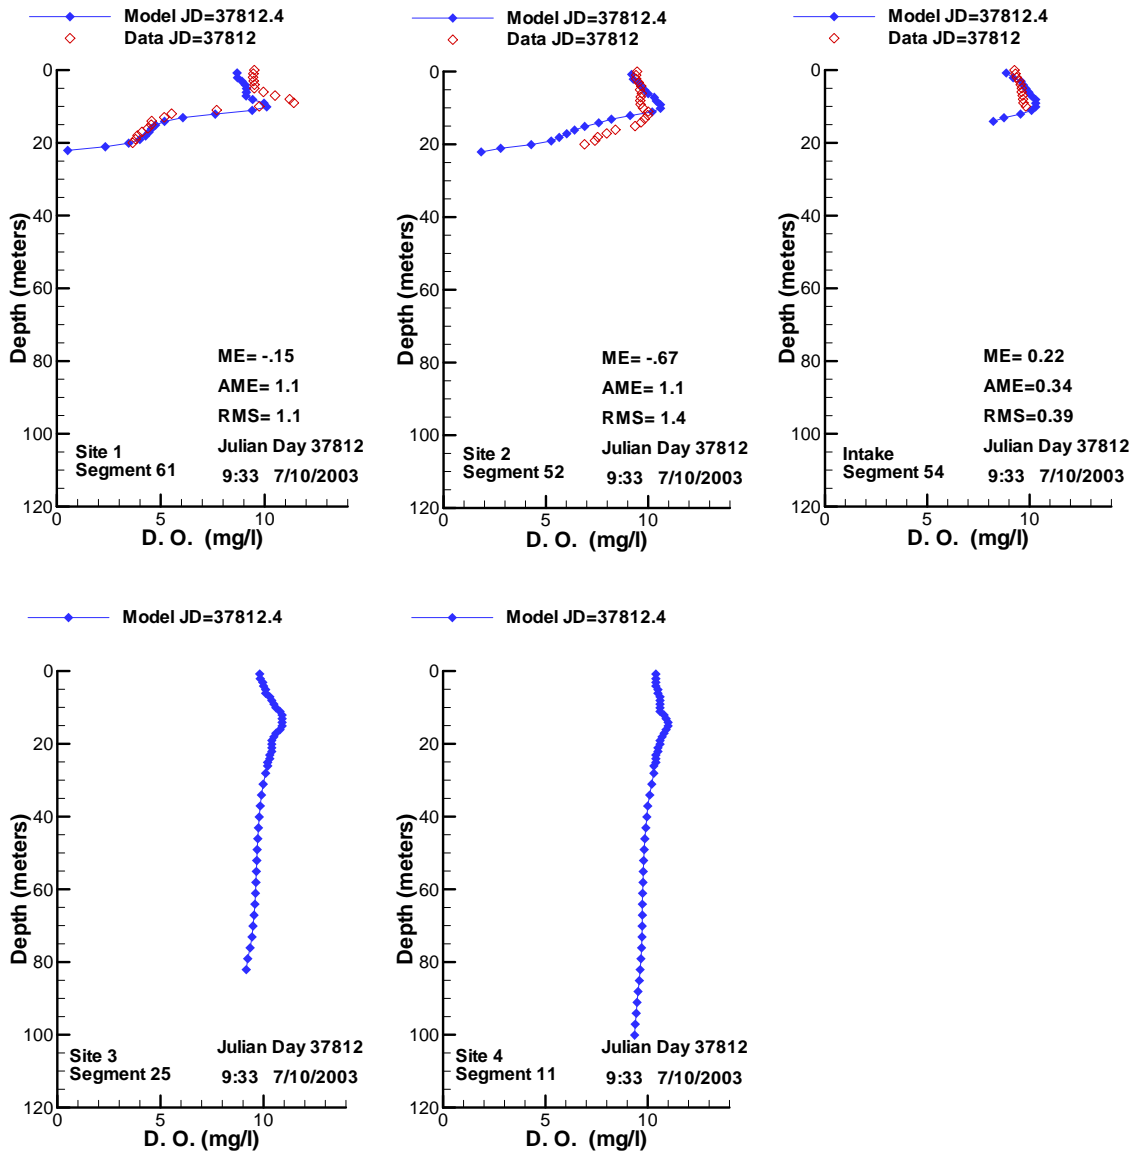 Model JD=37812.4
Data JD=37812
0
20
40
60
80
100
120
Depth (meters)
ME= -.15
AME= 1.1
RMS= 1.1
Site 1
Segment 61
Julian Day 37812
9:33 7/10/2003
0 5 10
D. O. (mg/l)
Model JD=37812.4
Data JD=37812
0
20
40
60
80
100
120
Depth (meters)
ME= -.67
AME= 1.1
RMS= 1.4
Site 2
Segment 52
Julian Day 37812
9:33 7/10/2003
0 5 10
D. O. (mg/l)
Model JD=37812.4
Data JD=37812
0
20
40
60
80
100
120
Depth (meters)
ME= 0.22
AME=0.34
RMS=0.39
Intake
Segment 54
Julian Day 37812
9:33 7/10/2003
0 5 10
D. O. (mg/l)
Model JD=37812.4
0
20
40
60
80
100
120
Depth (meters)
Site 3
Segment 25
Julian Day 37812
9:33 7/10/2003
0 5 10
D. O. (mg/l)
Model JD=37812.4
0
20
40
60
80
100
120
Depth (meters)
Site 4
Segment 11
Julian Day 37812
9:33 7/10/2003
0 5 10
D. O. (mg/l)